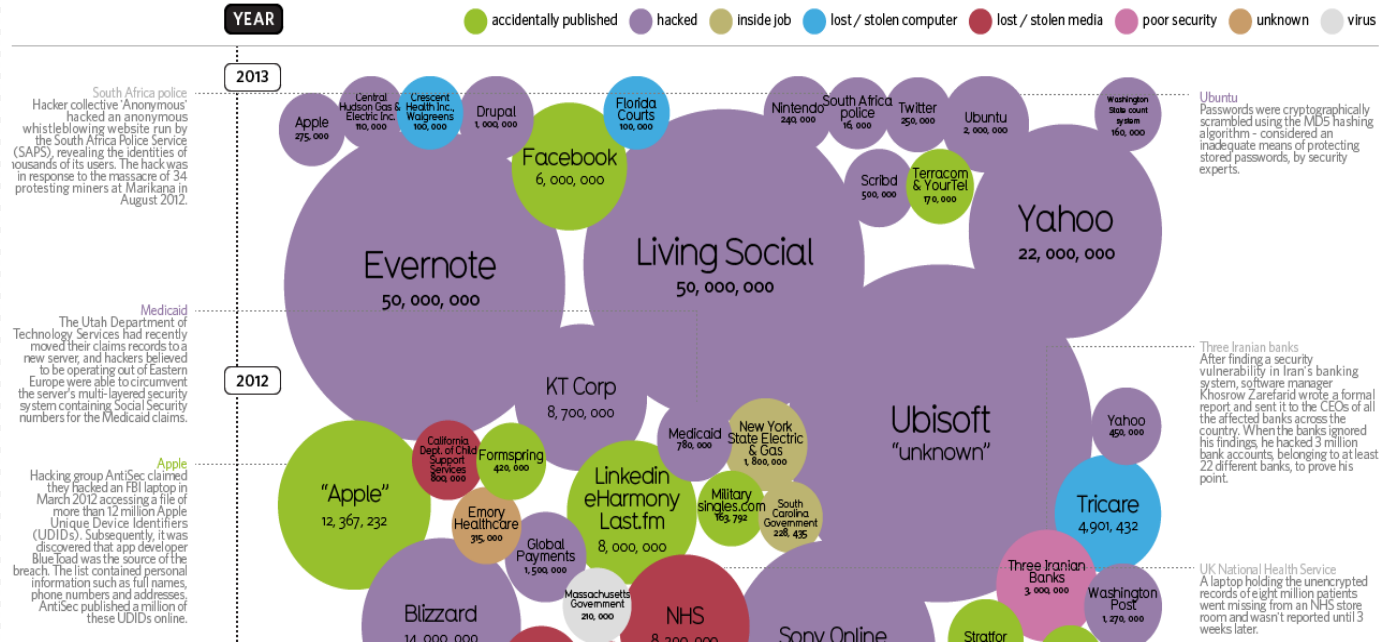 YEAR
accidentally published
hacked
inside job
lost / stolen computer
lost / stolen media
poor security
unknown
virus
2013
South Africa police
Hacker collective 'Anonymous'
hacked an anonymous
whistleblowing website run by
the South Africa Police Service
(SAPS), revealing the identities of
housands of its users. The hack was
in response to the massacre of 34
protesting miners at Marikana in
August 2012.
Apple
275, 000
Central
Hudson Gas &
Electric Inc.
110, 000
Crescent
Health Inc.,
Walgreens
100, 000
Drupal
1, 000, 000
Facebook
6, 000, 000
Florida
Courts
100, 000
Nintendo
240, 000
South Africa
police
16, 000
Twitter
250, 000
Ubuntu
2, 000, 000
Washington
State count
system
160, 000
Ubuntu
Passwords were cryptographically
scrambled using the MD5 hashing
algorithm - considered an
inadequate means of protecting
stored passwords, by security
experts.
Scribd
500, 000
Terracom
& YourTel
170, 000
Yahoo
22, 000, 000
Evernote
50, 000, 000
Living Social
50, 000, 000
Medicaid
The Utah Department of
Technology Services had recently
moved their claims records to a
new server, and hackers believed
to be operating out of Eastern
Europe were able to circumvent
the server's multi-layered security
system containing Social Security
numbers for the Medicaid claims.
2012
KT Corp
8, 700, 000
Ubisoft
"unknown"
Three Iranian banks
After finding a security
vulnerability in Iran's banking
system, software manager
Khosrow Zarefarid wrote a formal
report and sent it to the CEOs of all
the affected banks across the
country. When the banks ignored
his findings, he hacked 3 million
bank accounts, belonging to at least
22 different banks, to prove his
point.
Yahoo
450, 000
Medicaid
780, 000
New York
State Electric
& Gas
1, 800, 000
California
Dept. of Child
Support
Services
800, 000
Formspring
420, 000
Apple
Hacking group AntiSec claimed
they hacked an FBI laptop in
March 2012 accessing a file of
more than 12 million Apple
Unique Device Identifiers
(UDIDs). Subsequently, it was
discovered that app developer
BlueToad was the source of the
breach. The list contained personal
information such as full names,
phone numbers and addresses.
AntiSec published a million of
these UDIDs online.
"Apple"
12, 367, 232
Linkedin
eHarmony
Last.fm
8, 000, 000
Military
singles.com
163, 792
South
Carolina
Government
228, 435
Tricare
4,901, 432
Emory
Healthcare
315, 000
Global
Payments
1, 500, 000
Three Iranian
Banks
3, 000, 000
Washington
Post
1, 270, 000
UK National Health Service
A laptop holding the unencrypted
records of eight million patients
went missing from an NHS store
room and wasn't reported until 3
weeks later.
Massachusetts
Government
210, 000
Blizzard
14, 000, 000
NHS
8, 300, 000
Sony Online
Stratfor